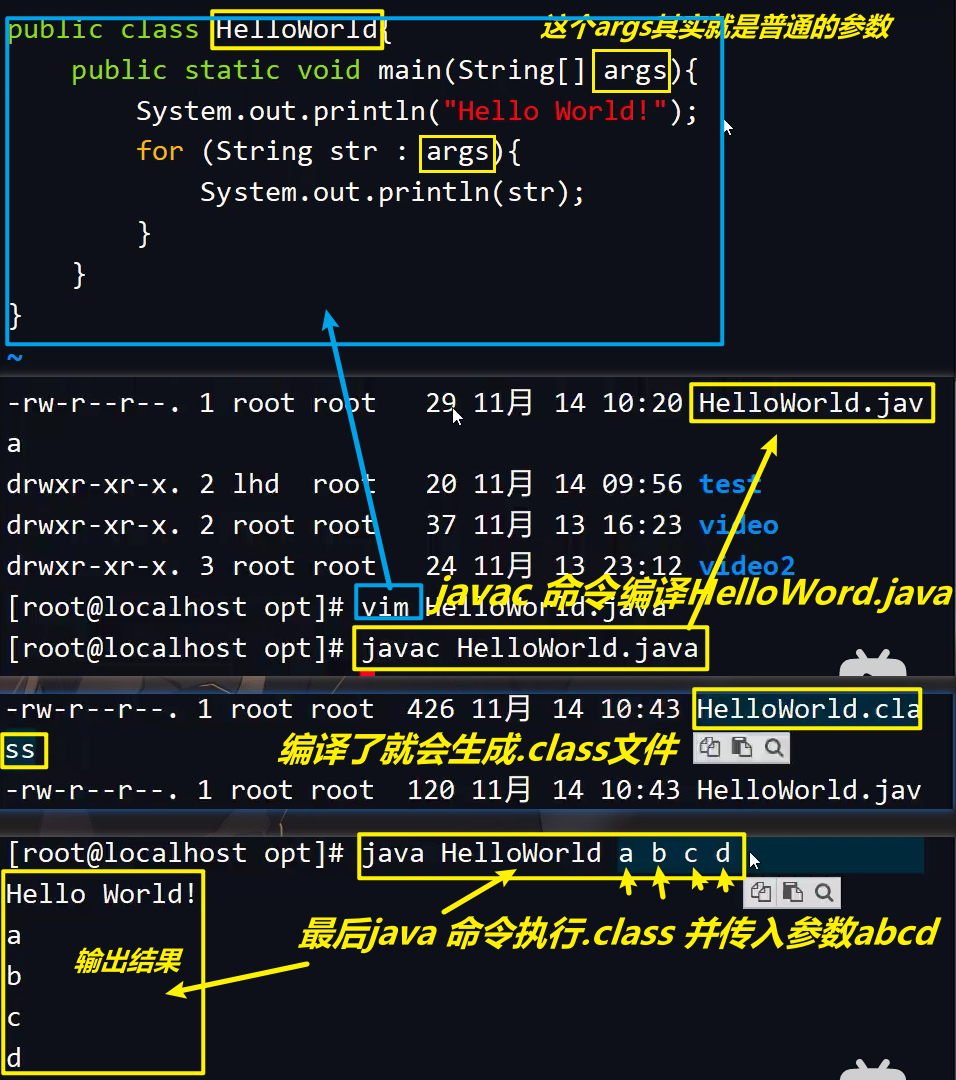 public class HelloWorld{
这个args其实就是普通的参数
public static void main(String[] args){
System.out.println("Hello World!");
for (String str : args){
System.out.println(str);
}
}
}
~
-rw-r--r--. 1 root root 29 11月 14 10:20 HelloWorld.jav
a
drwxr-xr-x. 2 lhd root 20 11月 14 09:56 test
drwxr-xr-x. 2 root root 37 11月 13 16:23 video
drwxr-xr-x. 3 root root 24 11月 13 23:12 video2
javac 命令编译HelloWord.java
[root@localhost opt]# vim HelloWorld.java
[root@localhost opt]# javac HelloWorld.java
-rw-r--r--. 1 root root 426 11月 14 10:43 HelloWorld.cla
ss
编译了就会生成.class文件
-rw-r--r--. 1 root root 120 11月 14 10:43 HelloWorld.jav
[root@localhost opt]# java HelloWorld a b c d
Hello World!
最后java 命令执行.class 并传入参数abcd
a
输出结果
b
c
d